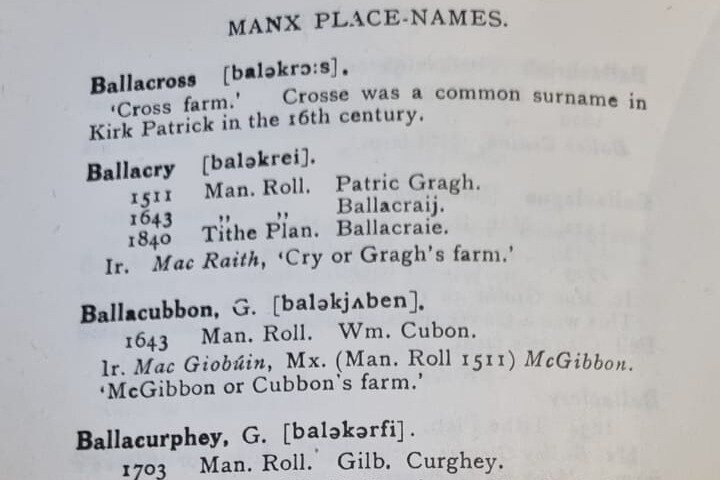 MANX PLACE-NAMES.
Ballacross [baləkrɔ:s].
'Cross farm.' Crosse was a common surname in
Kirk Patrick in the 16th century.
Ballacry [baləkrei].
1511 Man. Roll. Patric Gragh.
1643 ,, ,, Ballacraij.
1840 Tithe Plan. Ballacraie.
Ir. Mac Raith, 'Cry or Gragh's farm.'
Ballacubbon, G. [baləkjʌben].
1643 Man. Roll. Wm. Cubon.
Ir. Mac Giobúin, Mx. (Man. Roll 1511) McGibbon.
'McGibbon or Cubbon's farm.'
Ballacurphey, G. [baləkərfi].
1703 Man. Roll. Gilb. Curghey.